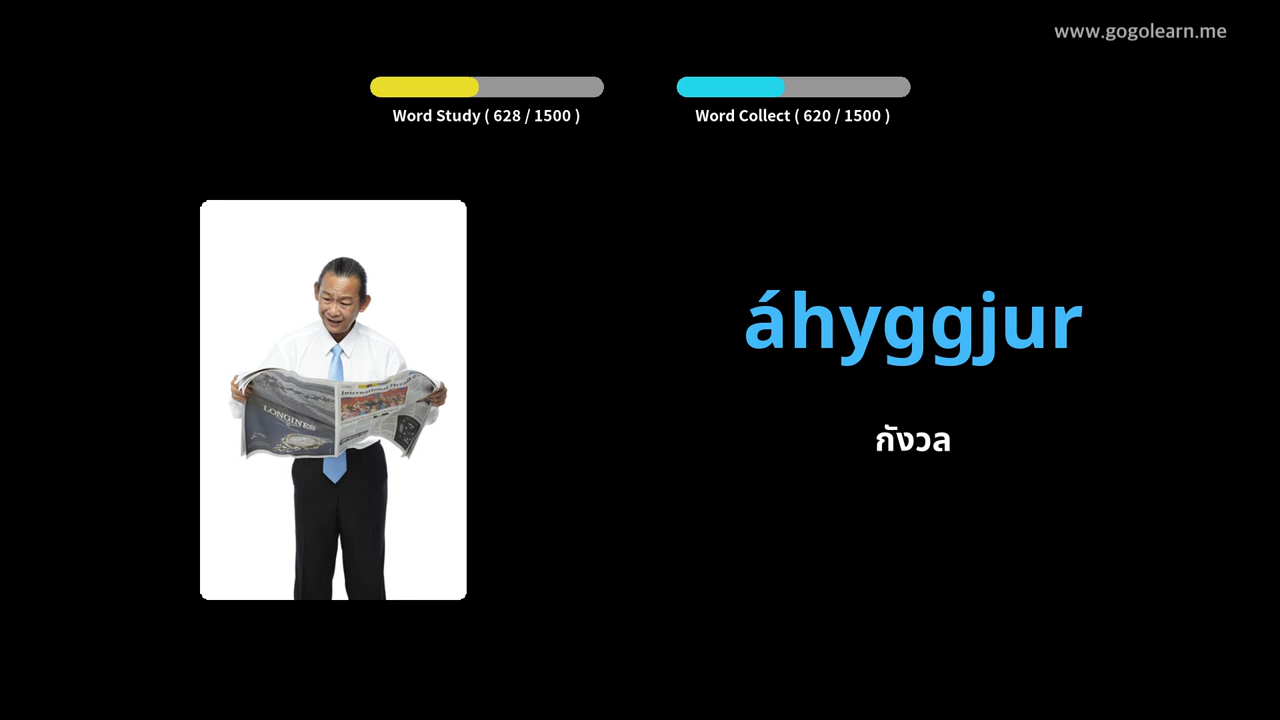 www.gogolearn.me
Word Study ( 628 / 1500 )
Word Collect ( 620 / 1500 )
áhyggjur
กังวล
International Herald
LONGINES